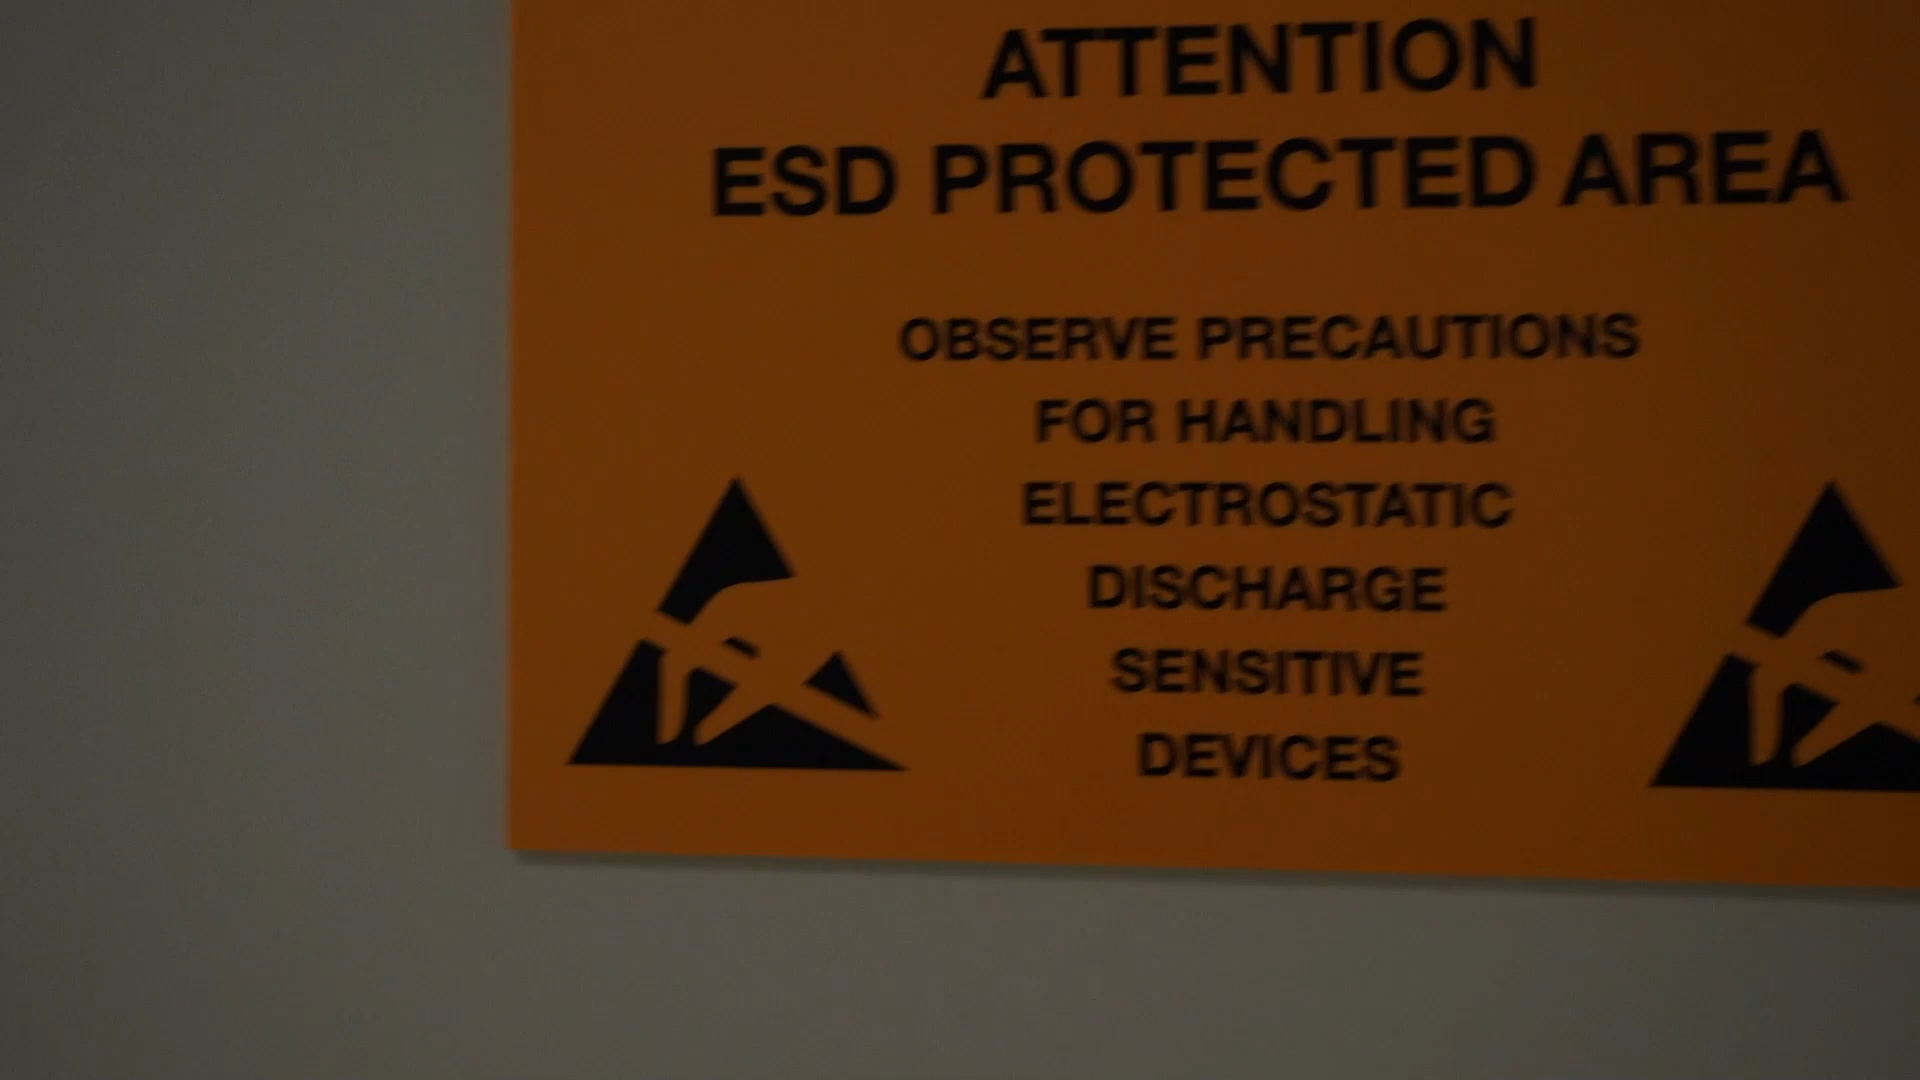 ATTENTION
ESD PROTECTED AREA
OBSERVE PRECAUTIONS
FOR HANDLING
ELECTROSTATIC
DISCHARGE
SENSITIVE
DEVICES